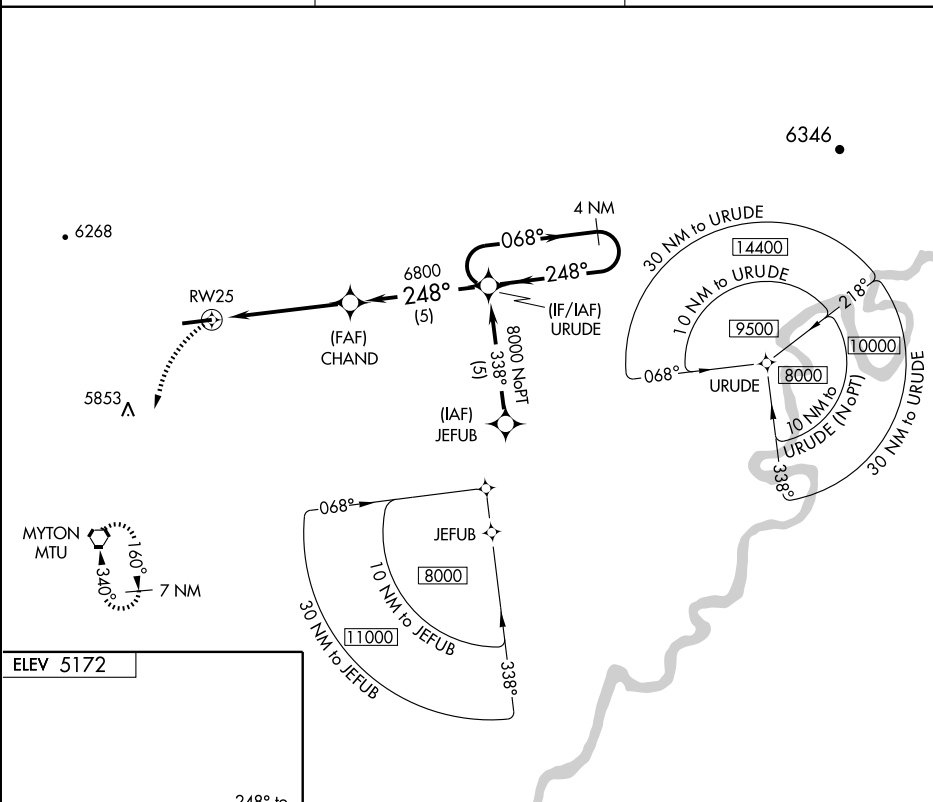 6346
4 NM
6268
068°
30 NM to URUDE
14400
6800
248°
248°
(5)
10 NM to URUDE
218°
RW25
(IF/IAF)
URUDE
9500
10000
(FAF)
CHAND
8000 NoPT
338°
(5)
068°
URUDE
8000
5853
(IAF)
JEFUB
10 NM to
URUDE (NoPT)
30 NM to URUDE
338°
068°
MYTON
MTU
160°
340°
7 NM
JEFUB
8000
10 NM to JEFUB
11000
30 NM to JEFUB
338°
ELEV 5172
248° to